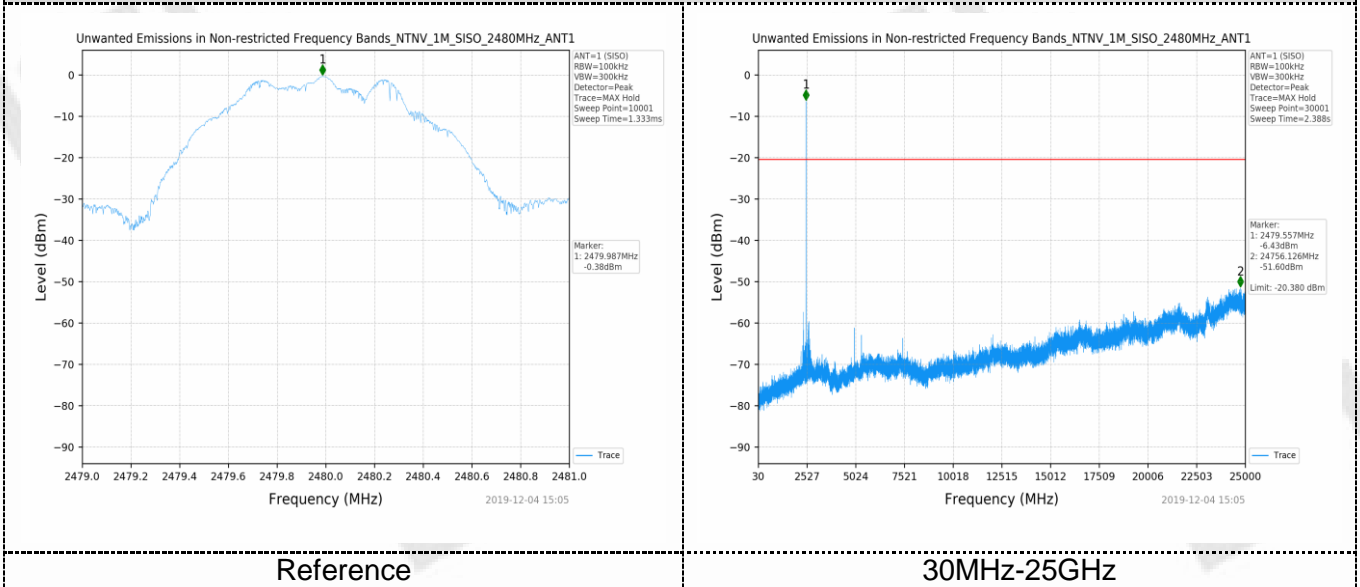 Unwanted Emissions in Non-restricted Frequency Bands_NTNV_1M_SISO_2480MHz_ANT1
1
ANT=1 (SISO)
RBW=100kHz
VBW=300kHz
Detector=Peak
Trace=MAX Hold
Sweep Point=10001
Sweep Time=1.333ms
0
−10
−20
−30
−40
−50
−60
−70
−80
−90
Level (dBm)
Marker:
1: 2479.987MHz
-0.38dBm
Trace
2479.0 2479.2 2479.4 2479.6 2479.8 2480.0 2480.2 2480.4 2480.6 2480.8 2481.0
Frequency (MHz)
2019-12-04 15:05
Reference
Unwanted Emissions in Non-restricted Frequency Bands_NTNV_1M_SISO_2480MHz_ANT1
1
2
ANT=1 (SISO)
RBW=100kHz
VBW=300kHz
Detector=Peak
Trace=MAX Hold
Sweep Point=30001
Sweep Time=2.388s
0
−10
−20
−30
−40
−50
−60
−70
−80
−90
Level (dBm)
Marker:
1: 2479.557MHz
-6.43dBm
2: 24756.126MHz
-51.60dBm
Limit: -20.380 dBm
Trace
30 2527 5024 7521 10018 12515 15012 17509 20006 22503 25000
Frequency (MHz)
2019-12-04 15:05
30MHz-25GHz